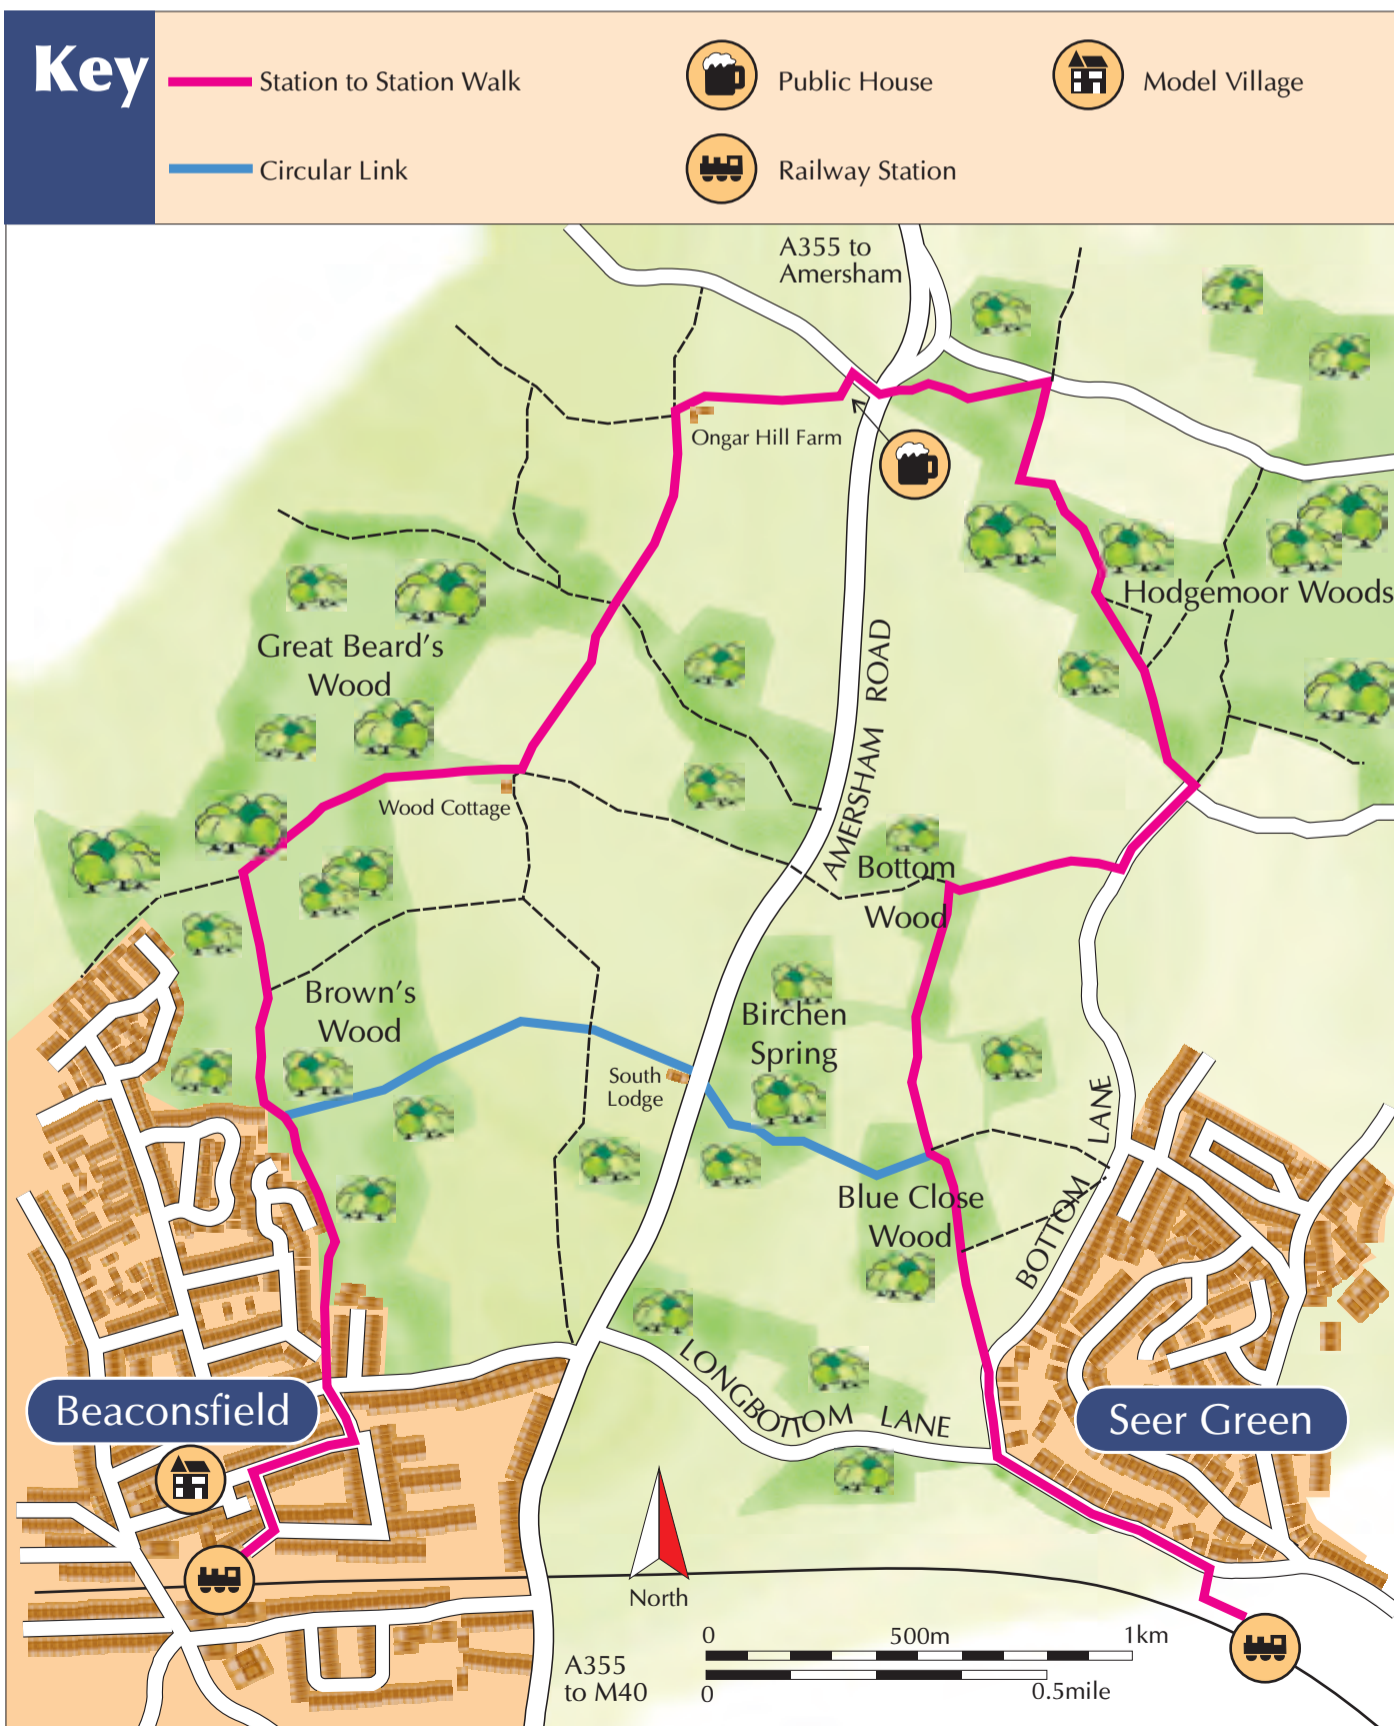 Key
Station to Station Walk
Circular Link
Public House
Railway Station
Model Village
A355 to
Amersham
Ongar Hill Farm
Hodgemoor Woods
Great Beard's
Wood
AMERSHAM ROAD
Wood Cottage
Bottom
Wood
Brown's
Wood
Birchen
Spring
South
Lodge
BOTTOM LANE
Blue Close
Wood
LONGBOTTOM LANE
Beaconsfield
Seer Green
North
A355
to M40
0 500m 1km
0 0.5mile